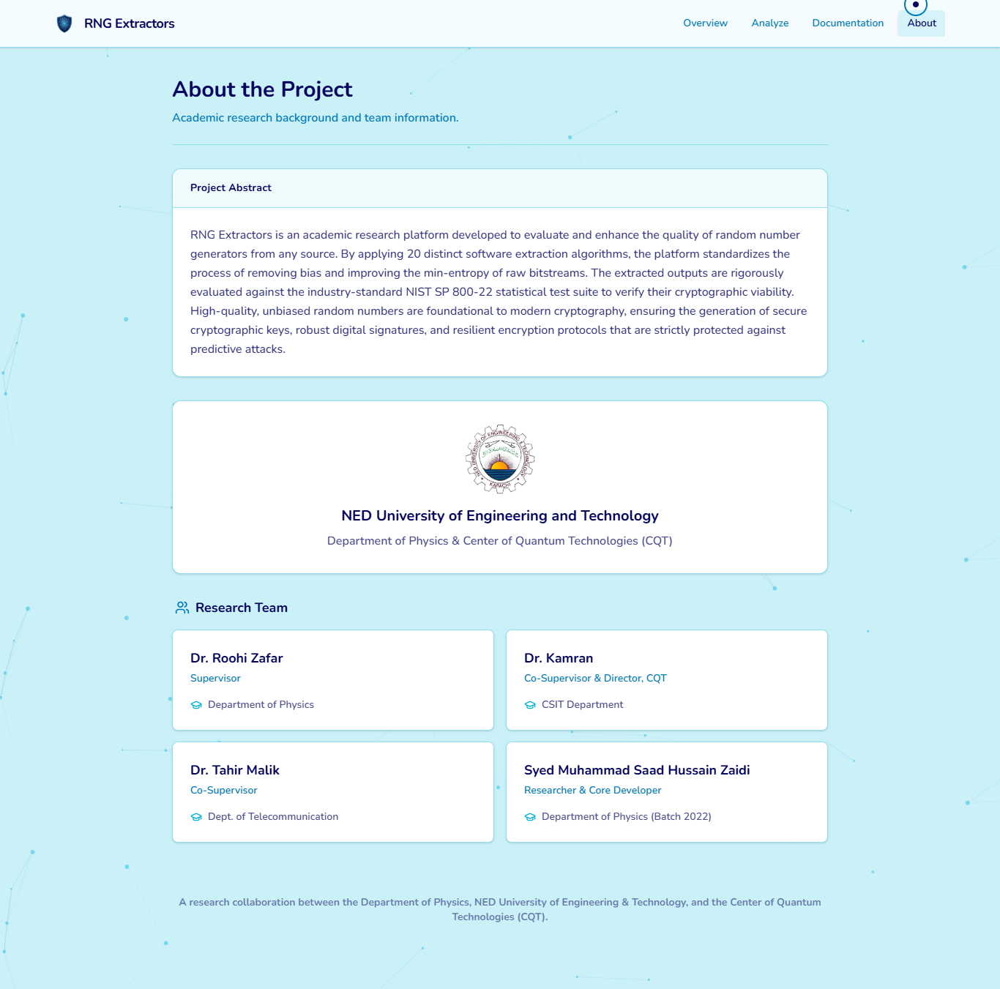 RNG Extractors
Overview
Analyze
Documentation
About
About the Project
Academic research background and team information.
Project Abstract
RNG Extractors is an academic research platform developed to evaluate and enhance the quality of random number
generators from any source. By applying 20 distinct software extraction algorithms, the platform standardizes the
process of removing bias and improving the min-entropy of raw bitstreams. The extracted outputs are rigorously
evaluated against the industry-standard NIST SP 800-22 statistical test suite to verify their cryptographic viability.
High-quality, unbiased random numbers are foundational to modern cryptography, ensuring the generation of secure
cryptographic keys, robust digital signatures, and resilient encryption protocols that are strictly protected against
predictive attacks.
NED UNIVERSITY OF ENGINEERING & TECHNOLOGY
KARACHI
NED University of Engineering and Technology
Department of Physics & Center of Quantum Technologies (CQT)
Research Team
Dr. Roohi Zafar
Supervisor
Department of Physics
Dr. Kamran
Co-Supervisor & Director, CQT
CSIT Department
Dr. Tahir Malik
Co-Supervisor
Dept. of Telecommunication
Syed Muhammad Saad Hussain Zaidi
Researcher & Core Developer
Department of Physics (Batch 2022)
A research collaboration between the Department of Physics, NED University of Engineering & Technology, and the Center of Quantum
Technologies (CQT).